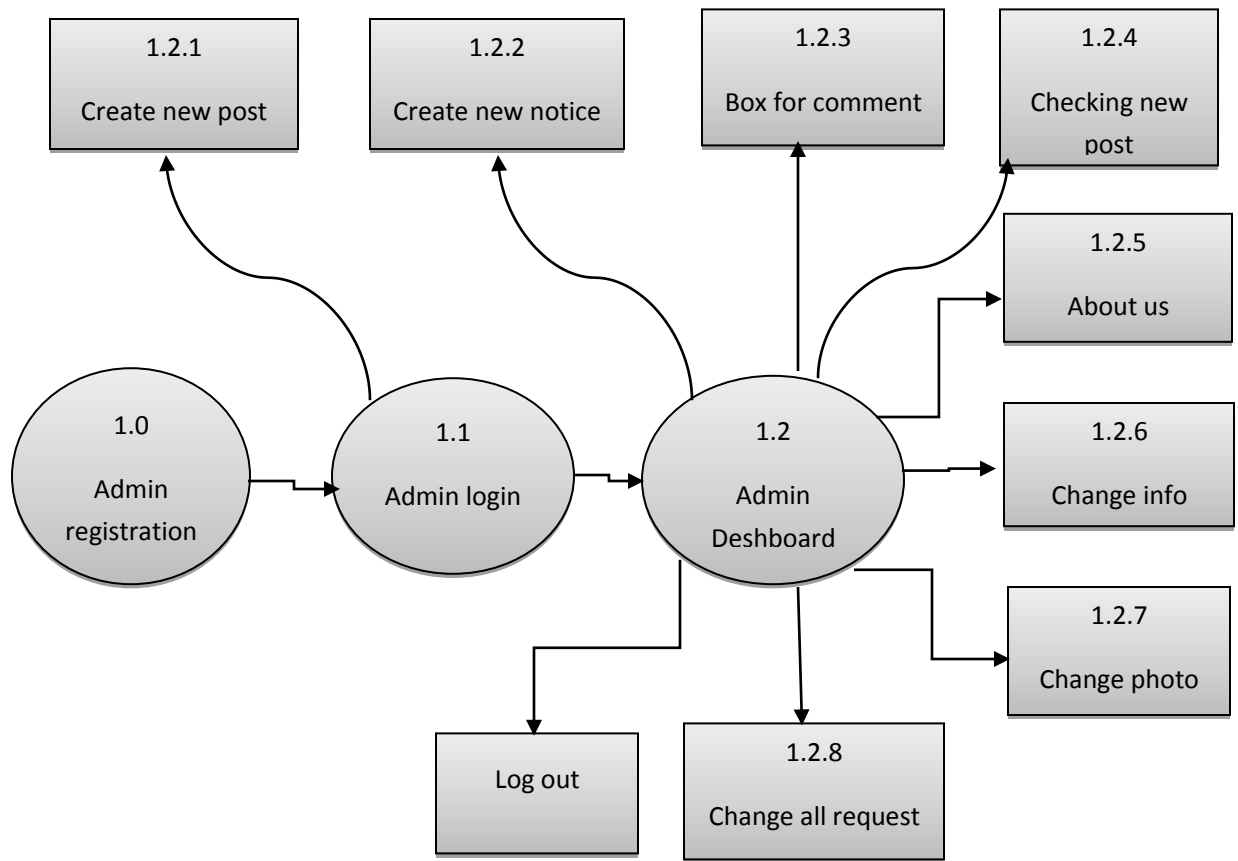 1.2.1
Create new post
1.2.2
Create new notice
1.2.3
Box for comment
1.2.4
Checking new
post
1.2.5
About us
1.0
Admin
registration
1.1
Admin login
1.2
Admin
Deshboard
1.2.6
Change info
1.2.7
Change photo
Log out
1.2.8
Change all request